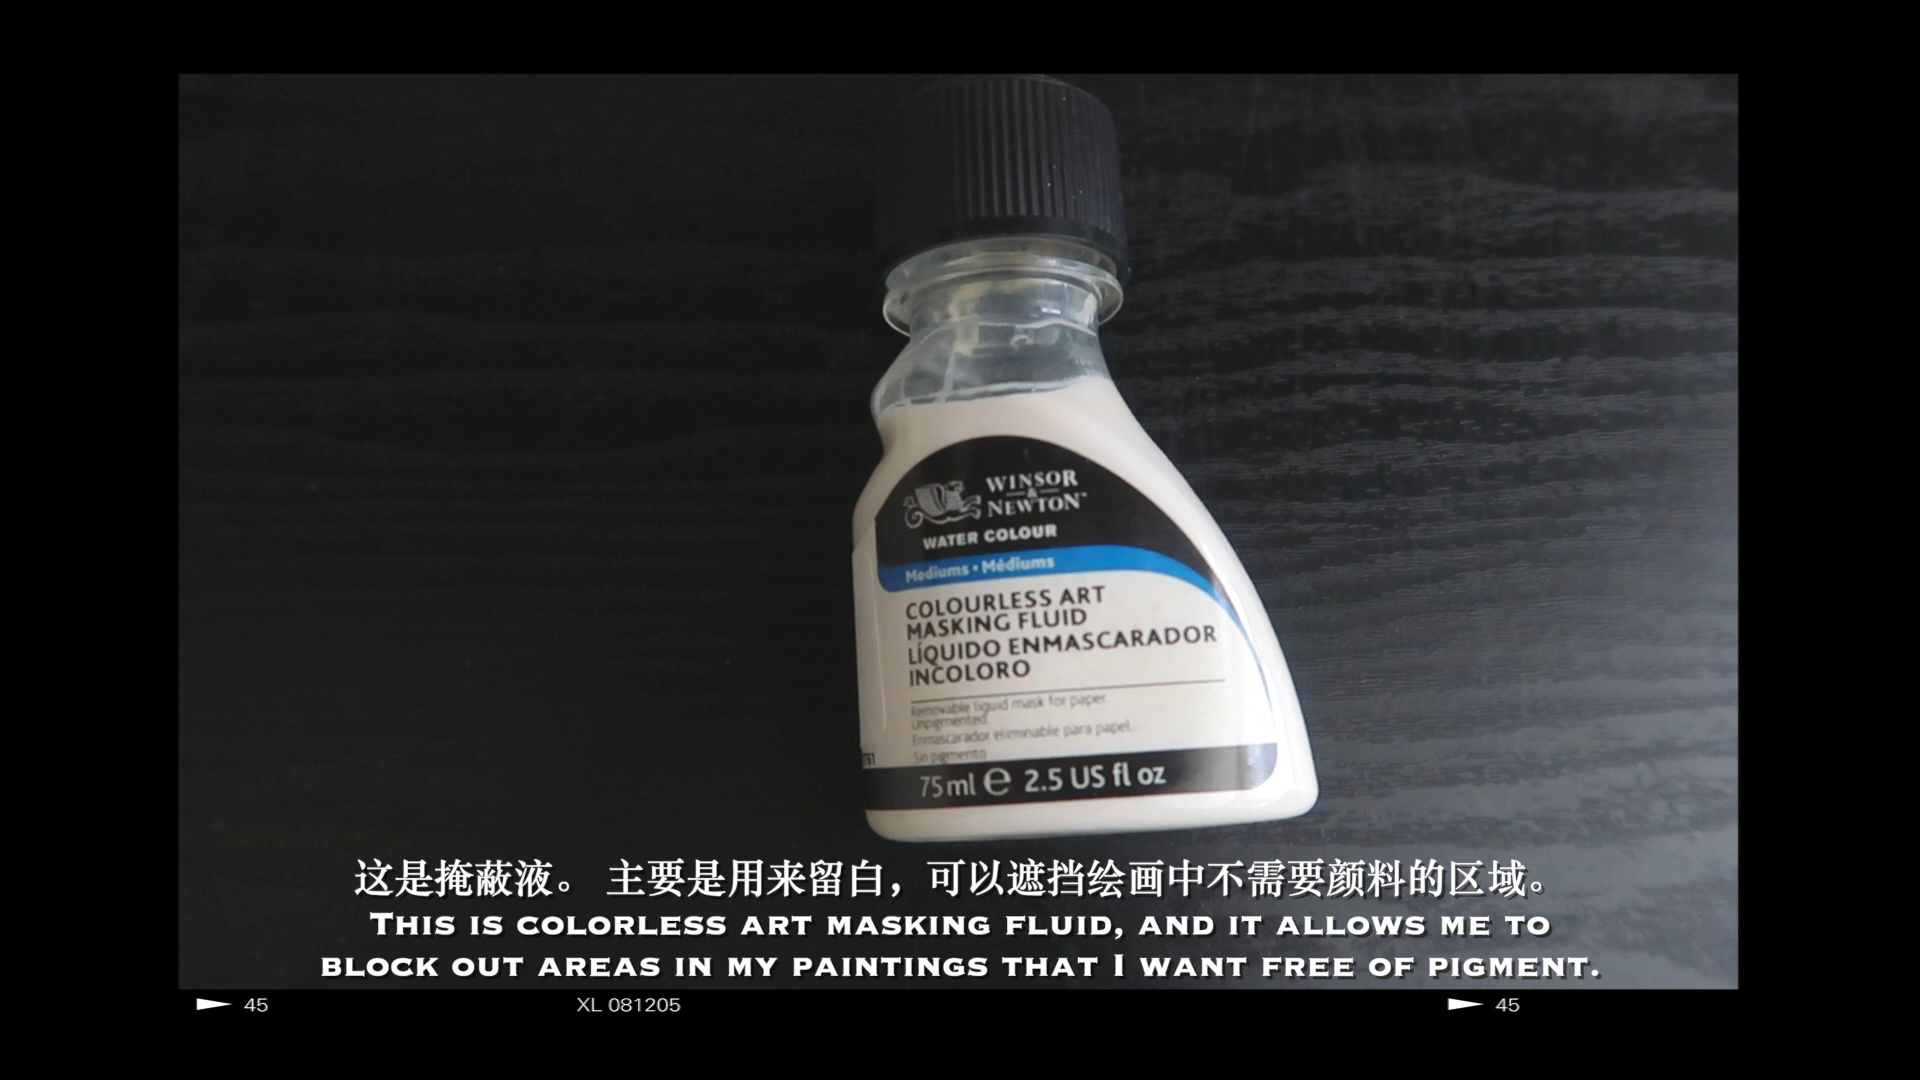 WINSOR
&
NEWTON™
WATER COLOUR
Mediums • Médiums
COLOURLESS ART
MASKING FLUID
LÍQUIDO ENMASCARADOR
INCOLORO
Removable liquid mask for paper.
Unpigmented.
Enmascarador eliminable para papel.
Sin pigmento
75ml ℮ 2.5 US fl oz
这是掩蔽液。 主要是用来留白，可以遮挡绘画中不需要颜料的区域。
THIS IS COLORLESS ART MASKING FLUID, AND IT ALLOWS ME TO
BLOCK OUT AREAS IN MY PAINTINGS THAT I WANT FREE OF PIGMENT.
45 XL 081205 45